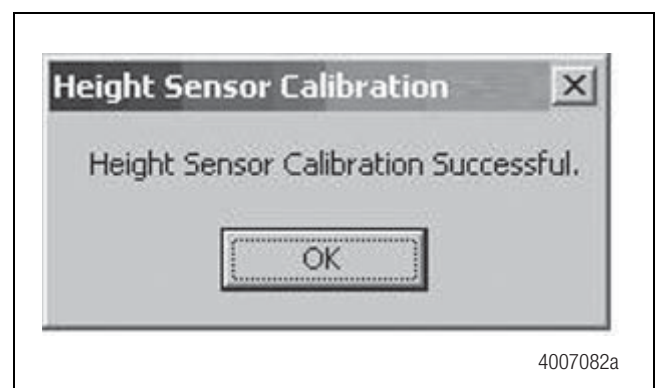 Height Sensor Calibration
Height Sensor Calibration Successful.
OK
4007082a